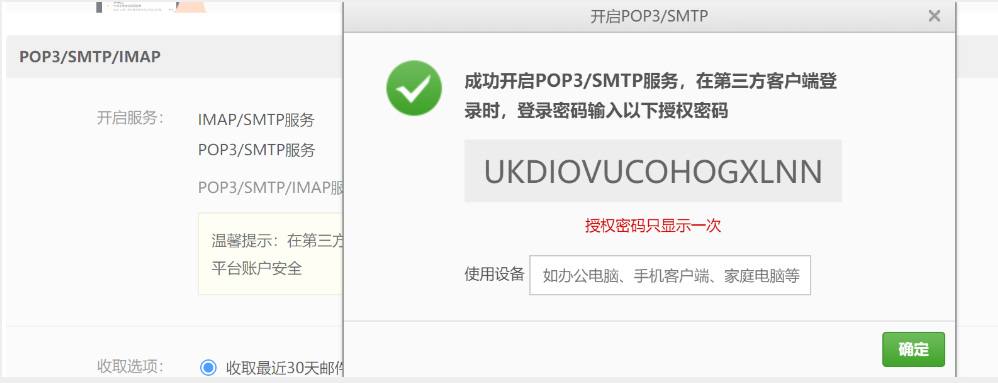 开启POP3/SMTP
POP3/SMTP/IMAP
成功开启POP3/SMTP服务，在第三方客户端登
录时，登录密码输入以下授权密码
开启服务：
IMAP/SMTP服务
POP3/SMTP服务
UKDIOVUCOHOGXLNN
POP3/SMTP/IMAP服
授权密码只显示一次
温馨提示：在第三方
平台账户安全
使用设备
如办公电脑、手机客户端、家庭电脑等
确定
收取选项：
收取最近30天邮件